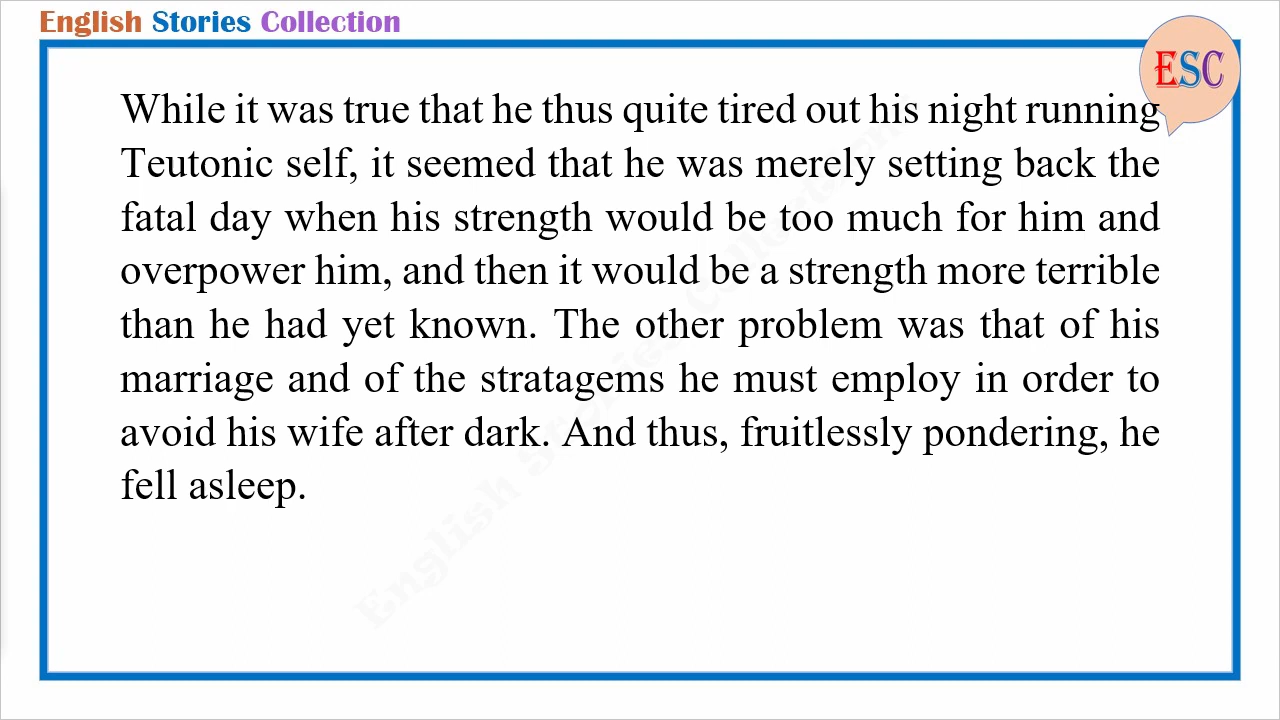 English Stories Collection
ESC
While it was true that he thus quite tired out his night running
Teutonic self, it seemed that he was merely setting back the
fatal day when his strength would be too much for him and
overpower him, and then it would be a strength more terrible
than he had yet known. The other problem was that of his
marriage and of the stratagems he must employ in order to
avoid his wife after dark. And thus, fruitlessly pondering, he
fell asleep.
English Stories Collection